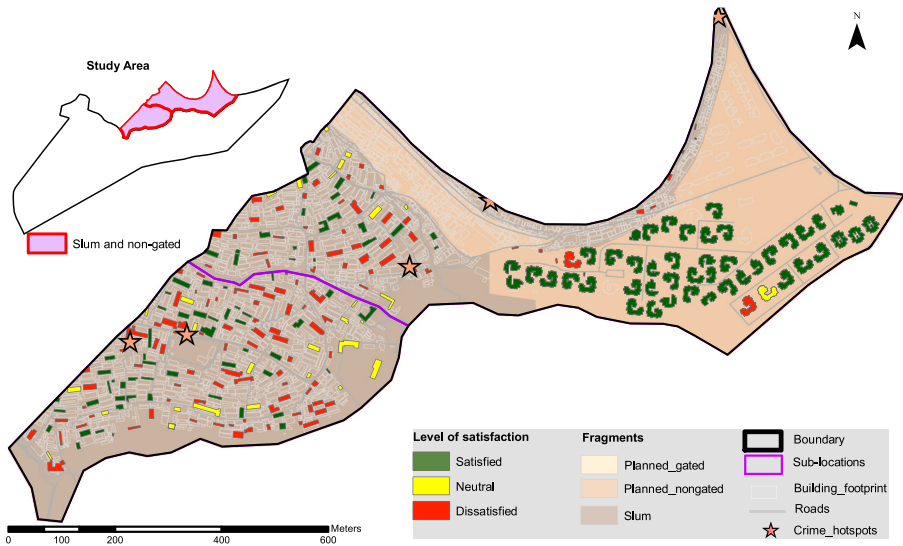 N
Study Area
Slum and non-gated
Level of satisfaction
Satisfied
Neutral
Dissatisfied
Fragments
Planned_gated
Planned_nongated
Slum
Boundary
Sub-locations
Building_footprint
Roads
Crime_hotspots
Meters
0 100 200 400 600